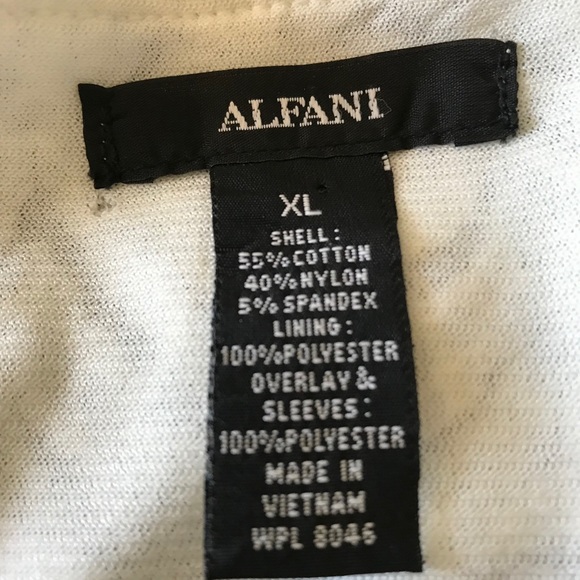 ALFANI
XL
SHELL:
55%COTTON
40%NYLON
5%SPANDEX
LINING:
100%POLYESTER
OVERLAY&
SLEEVES:
100%POLYESTER
MADE IN
VIETNAM
WPL 8046